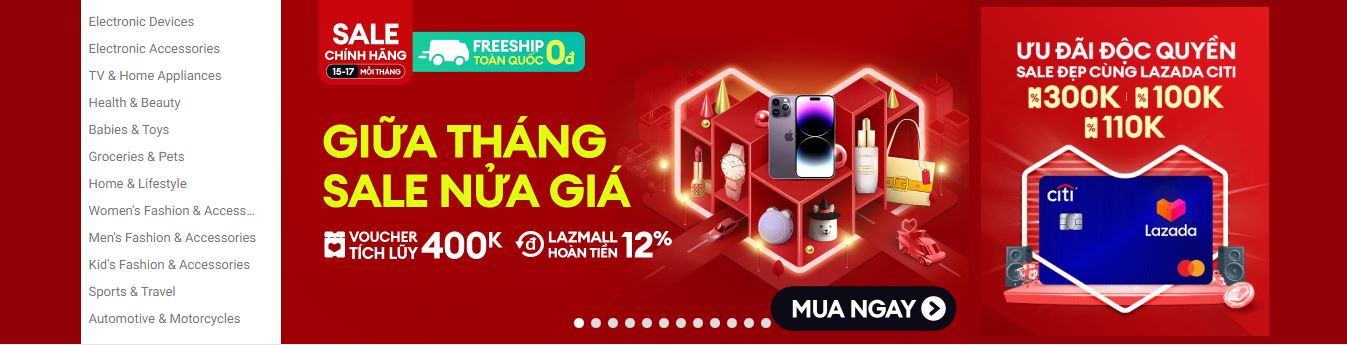 Electronic Devices
Electronic Accessories
TV & Home Appliances
Health & Beauty
Babies & Toys
Groceries & Pets
Home & Lifestyle
Women's Fashion & Access...
Men's Fashion & Accessories
Kid's Fashion & Accessories
Sports & Travel
Automotive & Motorcycles
SALE
CHÍNH HÃNG
15-17 MỖI THÁNG
FREESHIP
TOÀN QUỐC 0đ
GIỮA THÁNG
SALE NỬA GIÁ
VOUCHER
TÍCH LŨY 400K
LAZMALL
HOÀN TIỀN 12%
MUA NGAY
ƯU ĐÃI ĐỘC QUYỀN
SALE ĐẸP CÙNG LAZADA CITI
% 300K | % 100K
% 110K
citi
Lazada